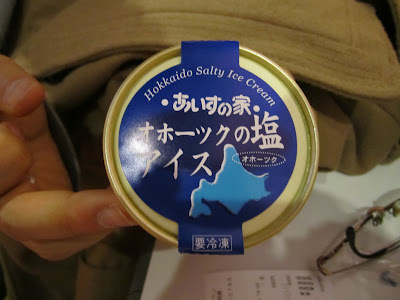 Hokkaido Salty Ice Cream
・あいすの家・
オホーツクの塩
アイス
オホーツク
要冷凍